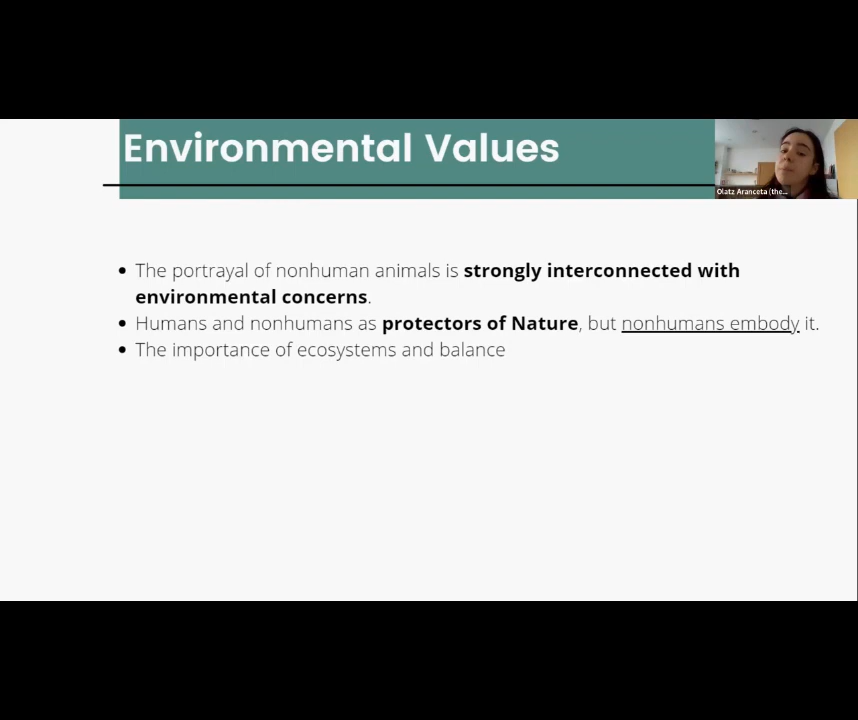 Environmental Values
Olatz Aranceta (the...
• The portrayal of nonhuman animals is strongly interconnected with
environmental concerns.
• Humans and nonhumans as protectors of Nature, but nonhumans embody it.
• The importance of ecosystems and balance